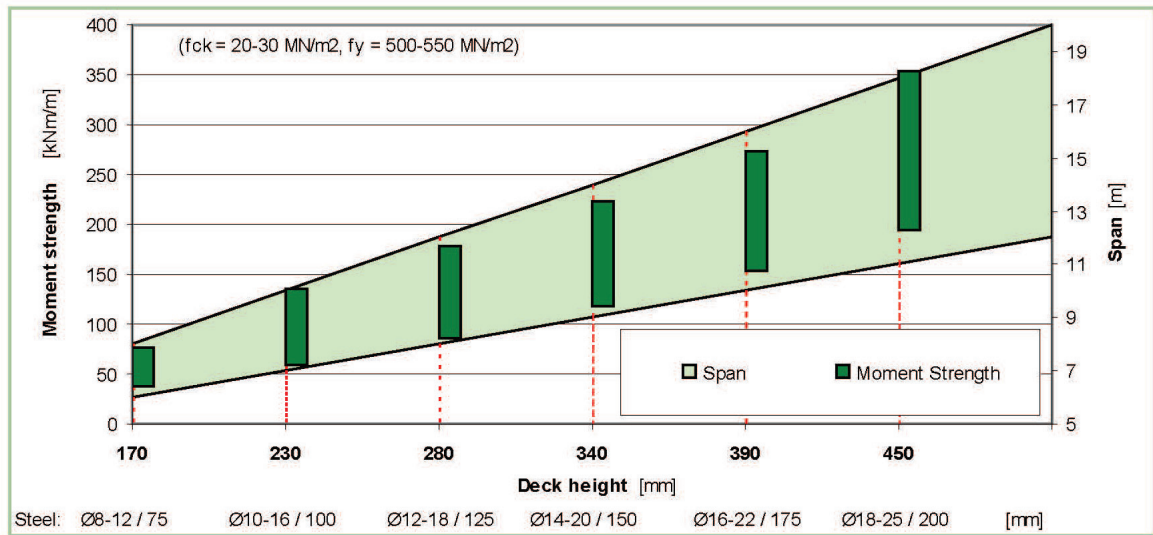 (fck = 20-30 MN/m2, fy = 500-550 MN/m2)
Moment strength [kNm/m]
400
350
300
250
200
150
100
50
0
19
17
15
13
11
9
7
5
Span [m]
Span
Moment Strength
170 230 280 340 390 450
Deck height [mm]
Steel: Ø8-12 / 75 Ø10-16 / 100 Ø12-18 / 125 Ø14-20 / 150 Ø16-22 / 175 Ø18-25 / 200 [mm]